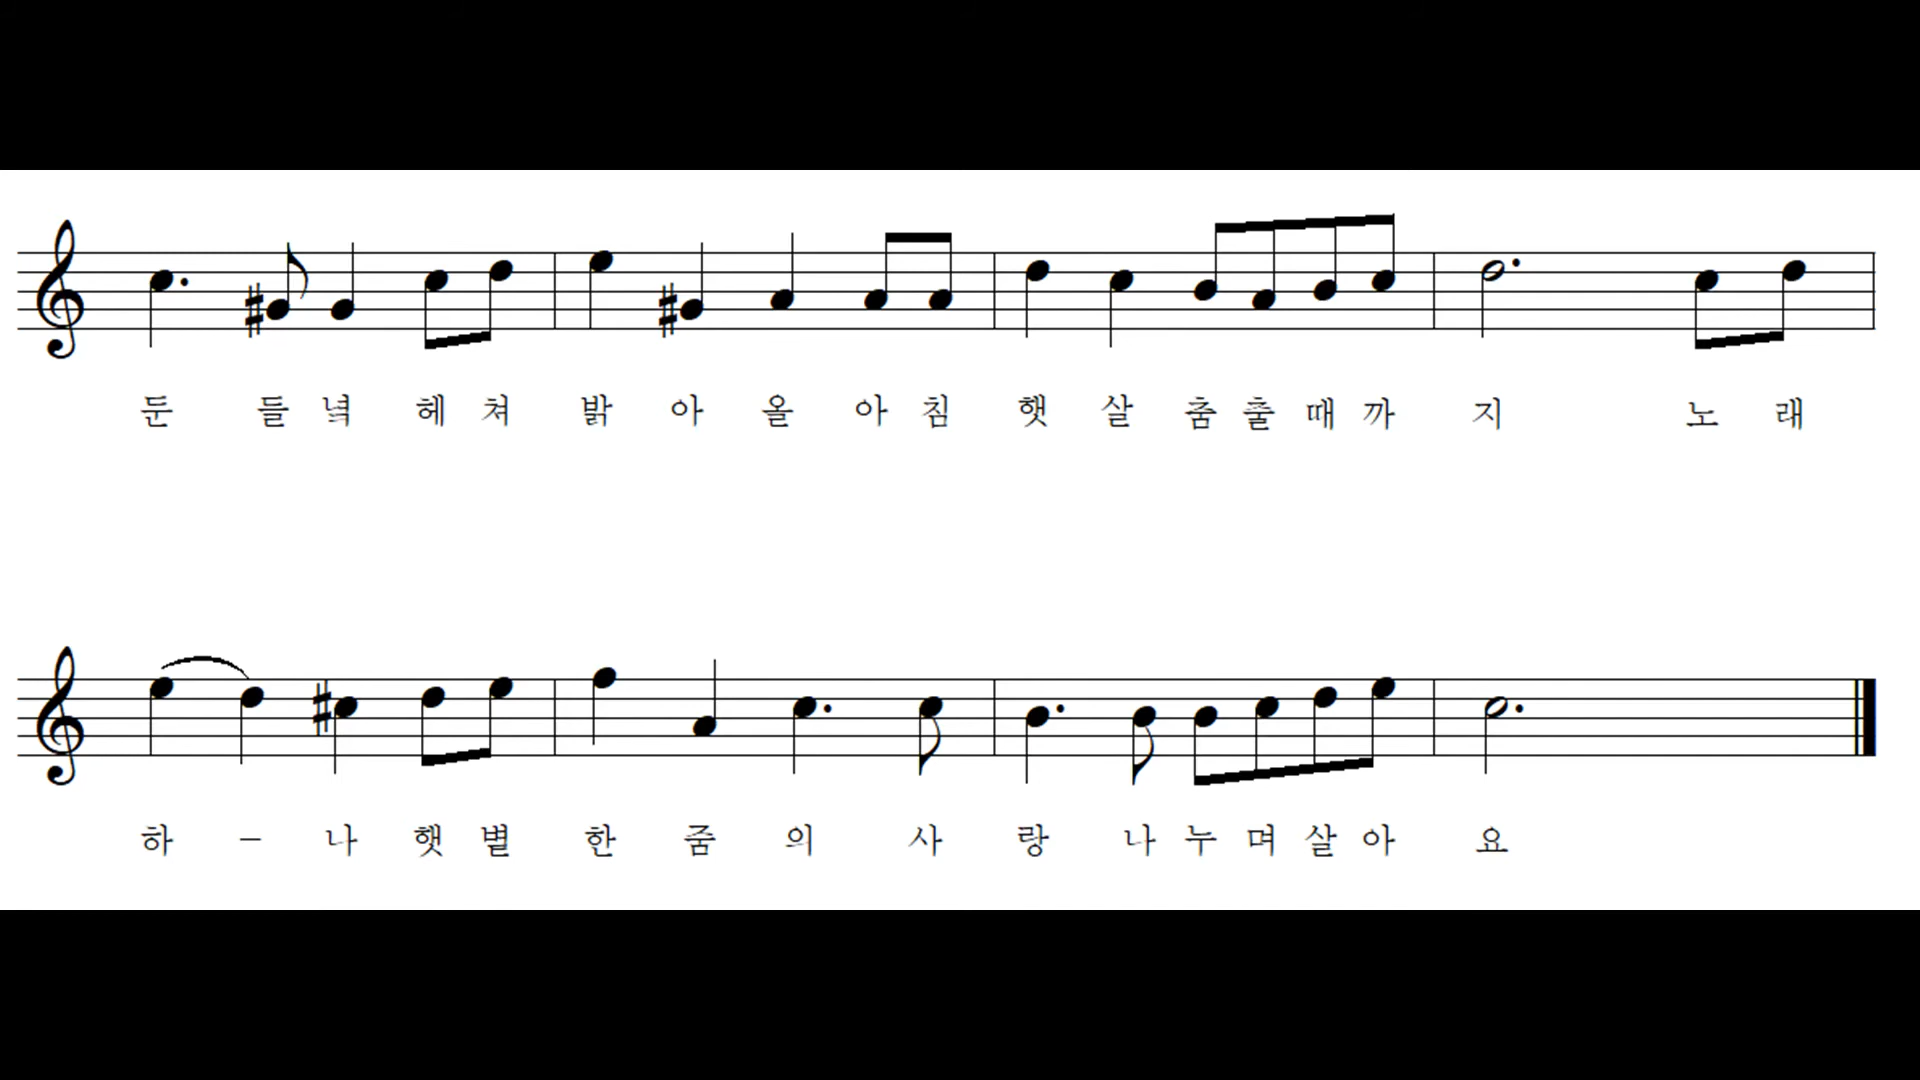 둔 들 녘 헤 쳐 밝 아 올 아 침 햇 살 춤 출 때 까 지 노 래
하 – 나 햇 볕 한 줌 의 사 랑 나 누 며 살 아 요